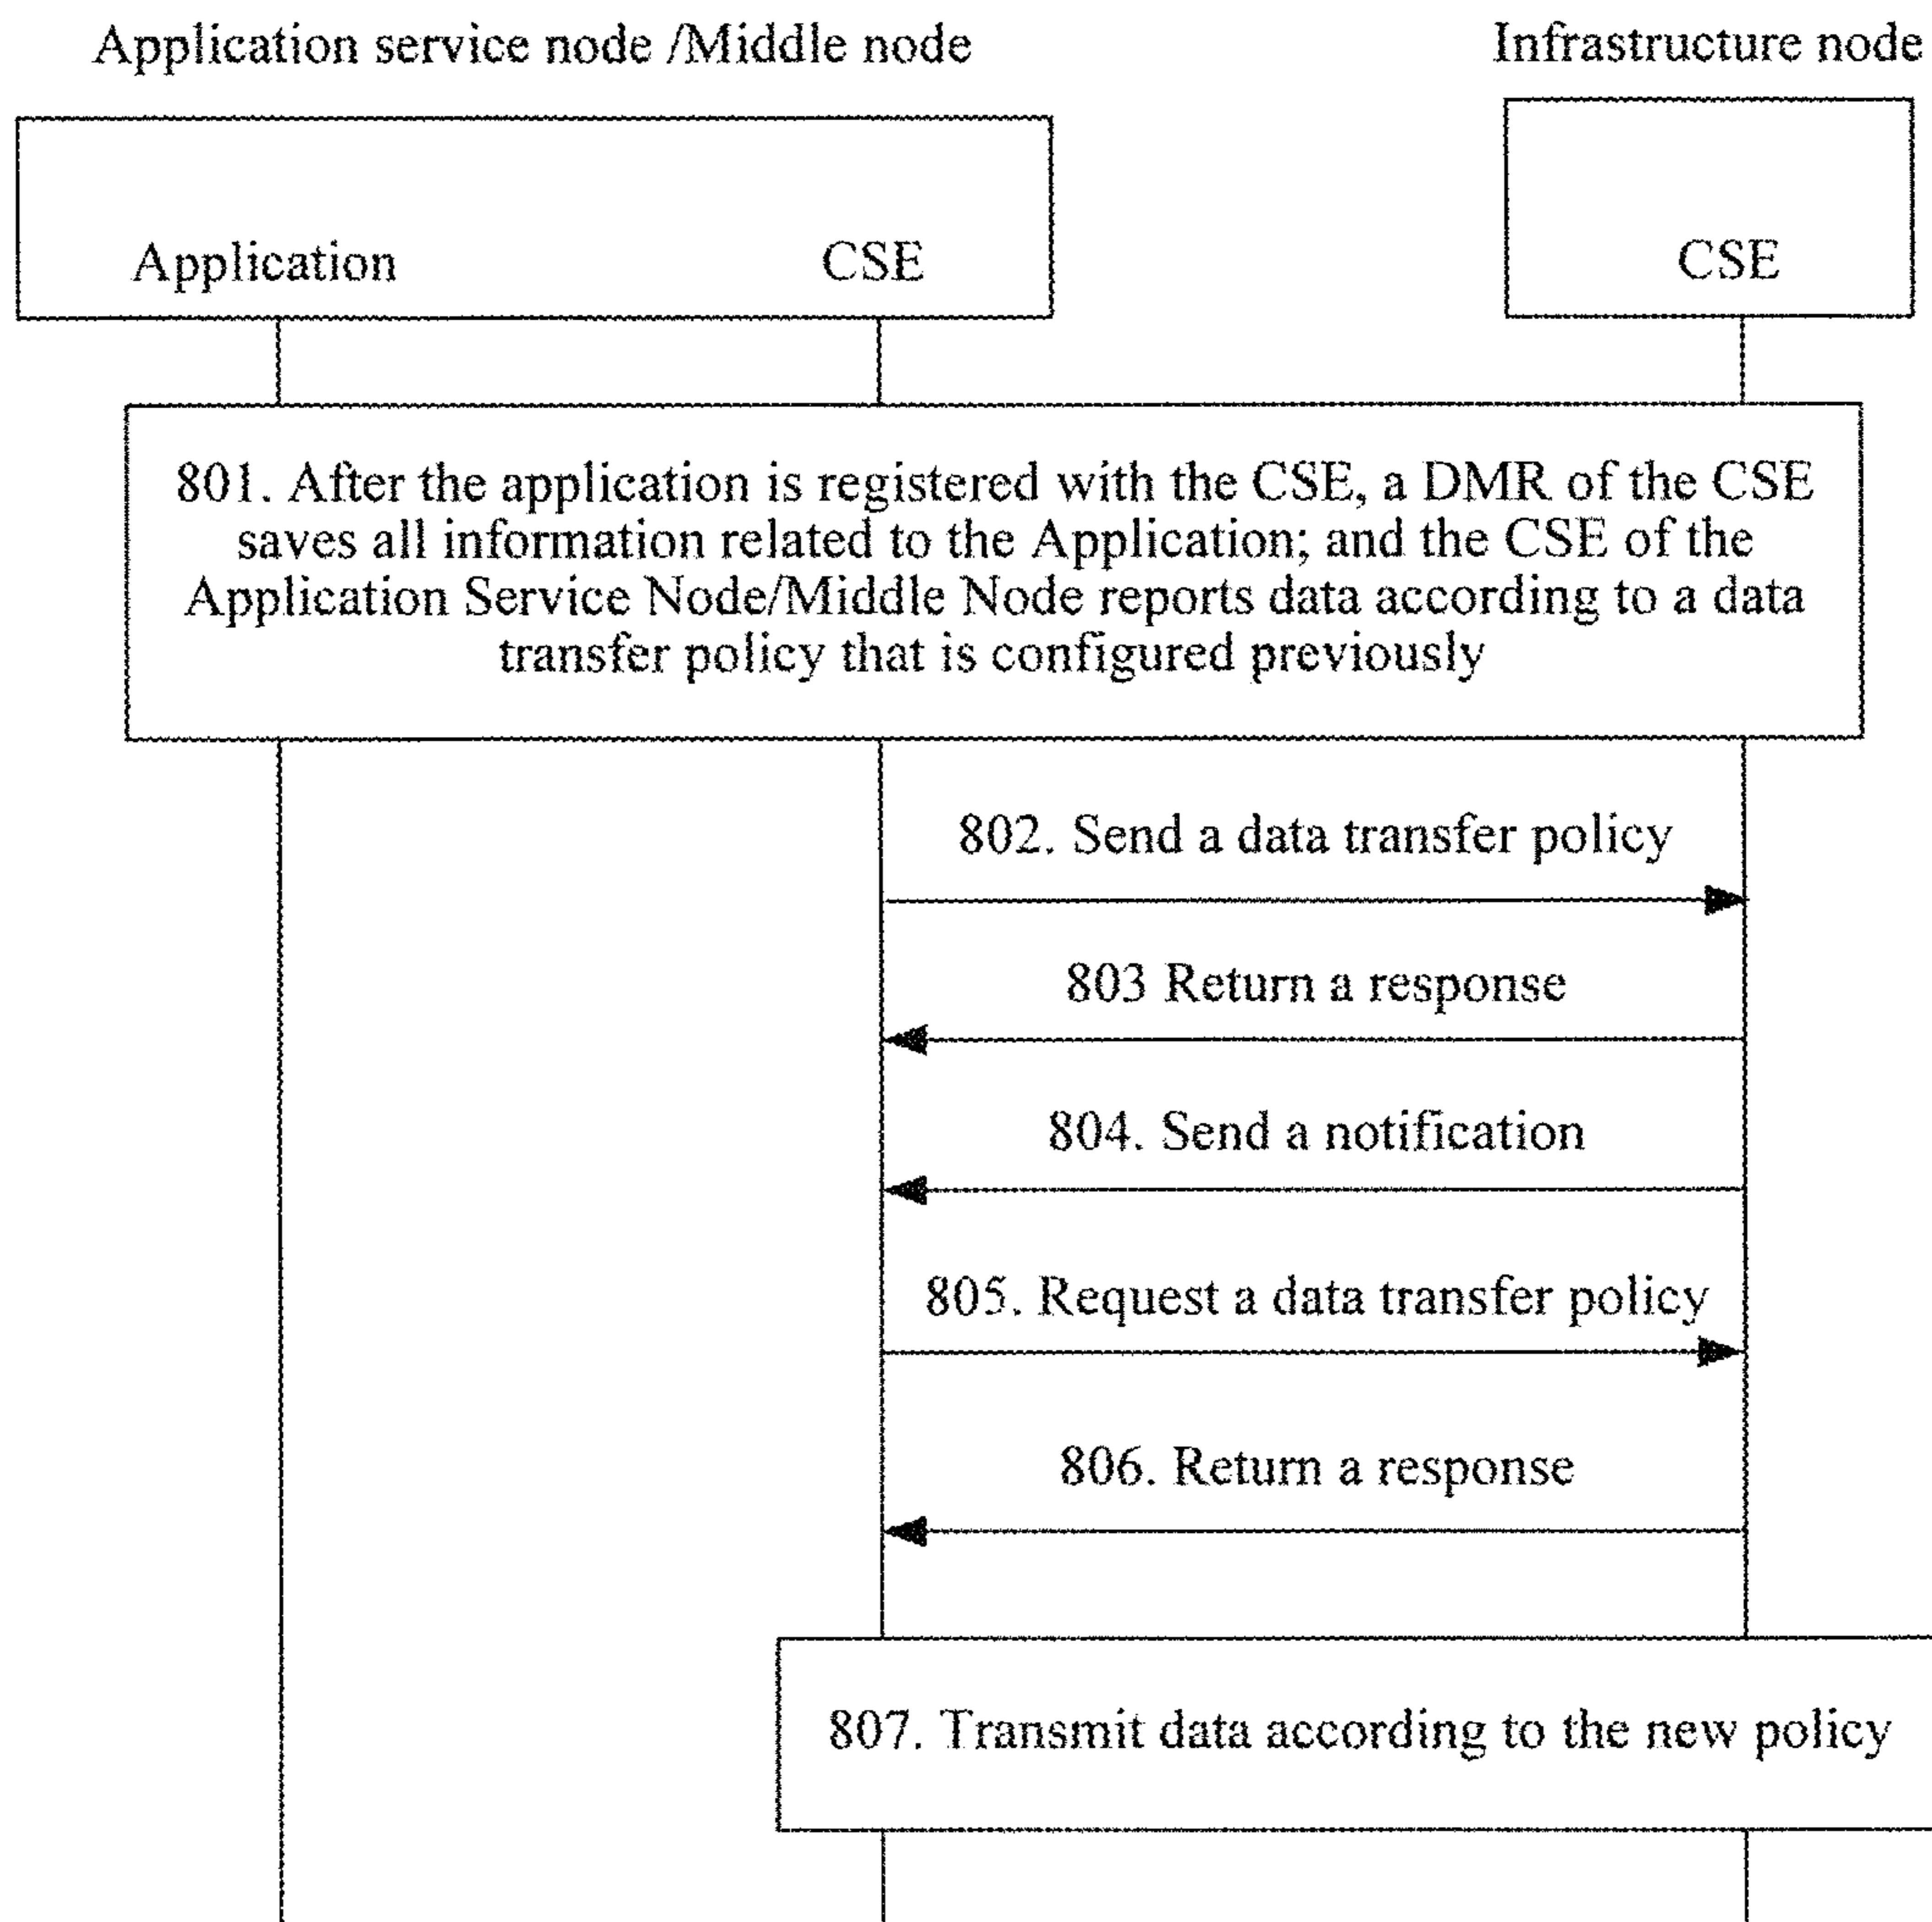 Application service node /Middle node
Infrastructure node
Application
CSE
CSE
801. After the application is registered with the CSE, a DMR of the CSE
saves all information related to the Application; and the CSE of the
Application Service Node/Middle Node reports data according to a data
transfer policy that is configured previously
802. Send a data transfer policy
803 Return a response
804. Send a notification
805. Request a data transfer policy
806. Return a response
807. Transmit data according to the new policy